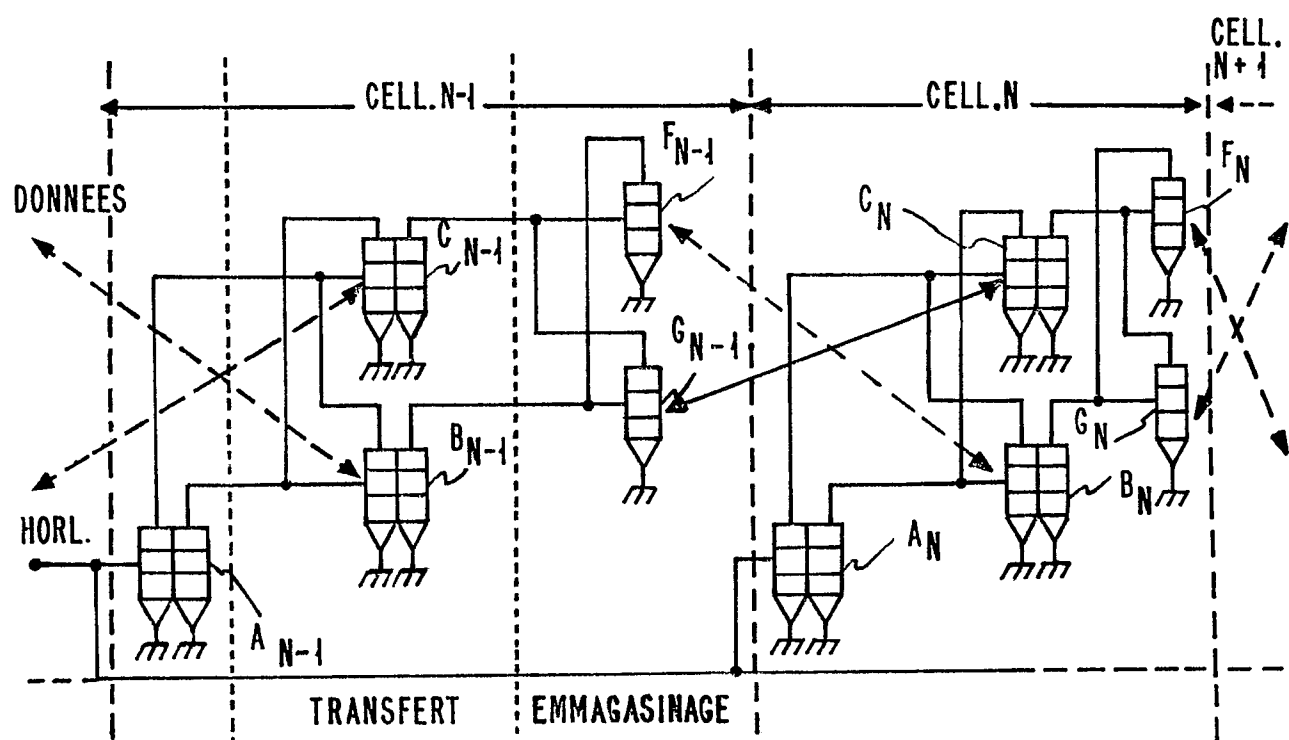 CELL.
N+1
CELL.N-1
CELL.N
F N-1
F N
DONNEES
C N
C N-1
G N-1
G N
B N-1
B N
HORL.
A N
A N-1
TRANSFERT
EMMAGASINAGE